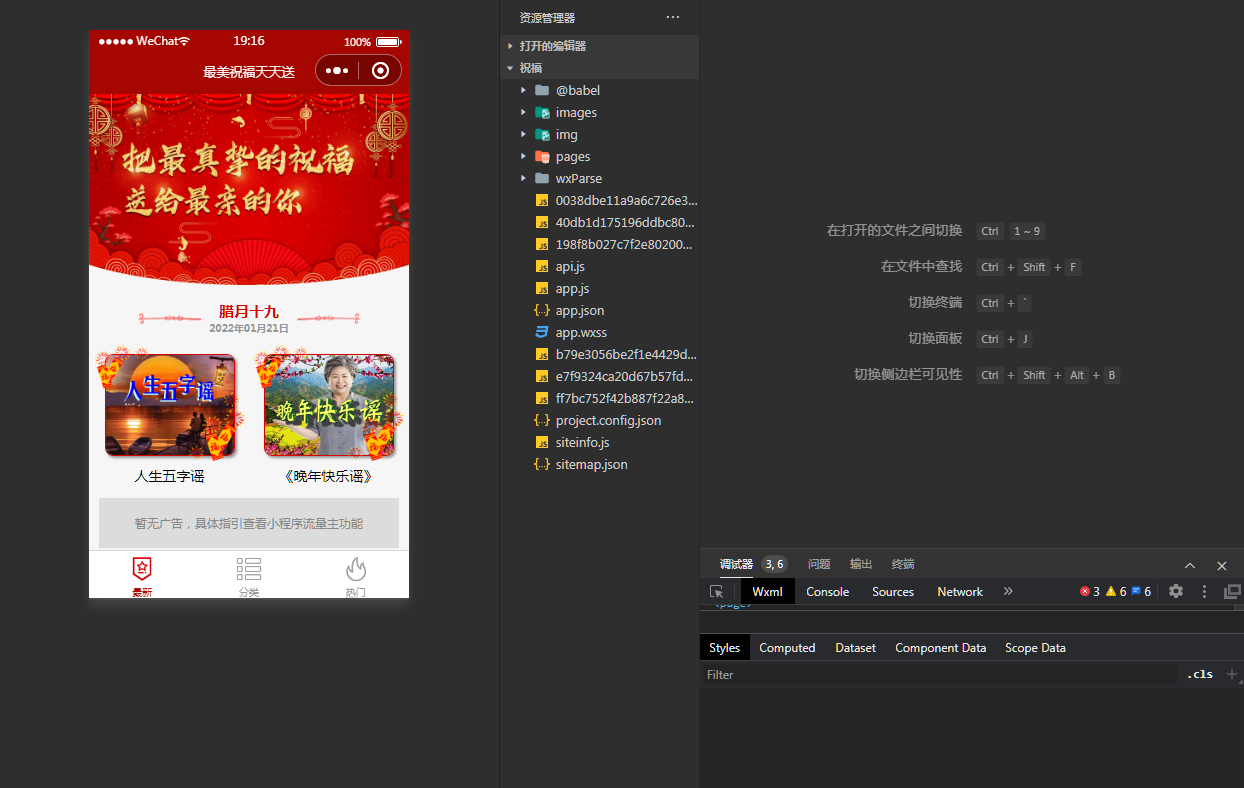 ●●●●● WeChat 19:16 100%
最美祝福天天送
把最真挚的祝福
送给最亲的你
腊月十九
2022年01月21日
人生五字谣
晚年快乐谣
人生五字谣
《晚年快乐谣》
暂无广告，具体指引查看小程序流量主功能
最新 分类 热门
资源管理器 ···
打开的编辑器
祝福
@babel
images
img
pages
wxParse
0038dbe11a9a6c726e3...
40db1d175196ddbc80...
198f8b027c7f2e80200...
api.js
app.js
app.json
app.wxss
b79e3056be2f1e4429d...
e7f9324ca20d67b57fd...
ff7bc752f42b887f22a8...
project.config.json
siteinfo.js
sitemap.json
在打开的文件之间切换 Ctrl 1 ~ 9
在文件中查找 Ctrl + Shift + F
切换终端 Ctrl + `
切换面板 Ctrl + J
切换侧边栏可见性 Ctrl + Shift + Alt + B
调试器 3, 6 问题 输出 终端
Wxml Console Sources Network » 3 6 6
<page>
Styles Computed Dataset Component Data Scope Data
Filter .cls +